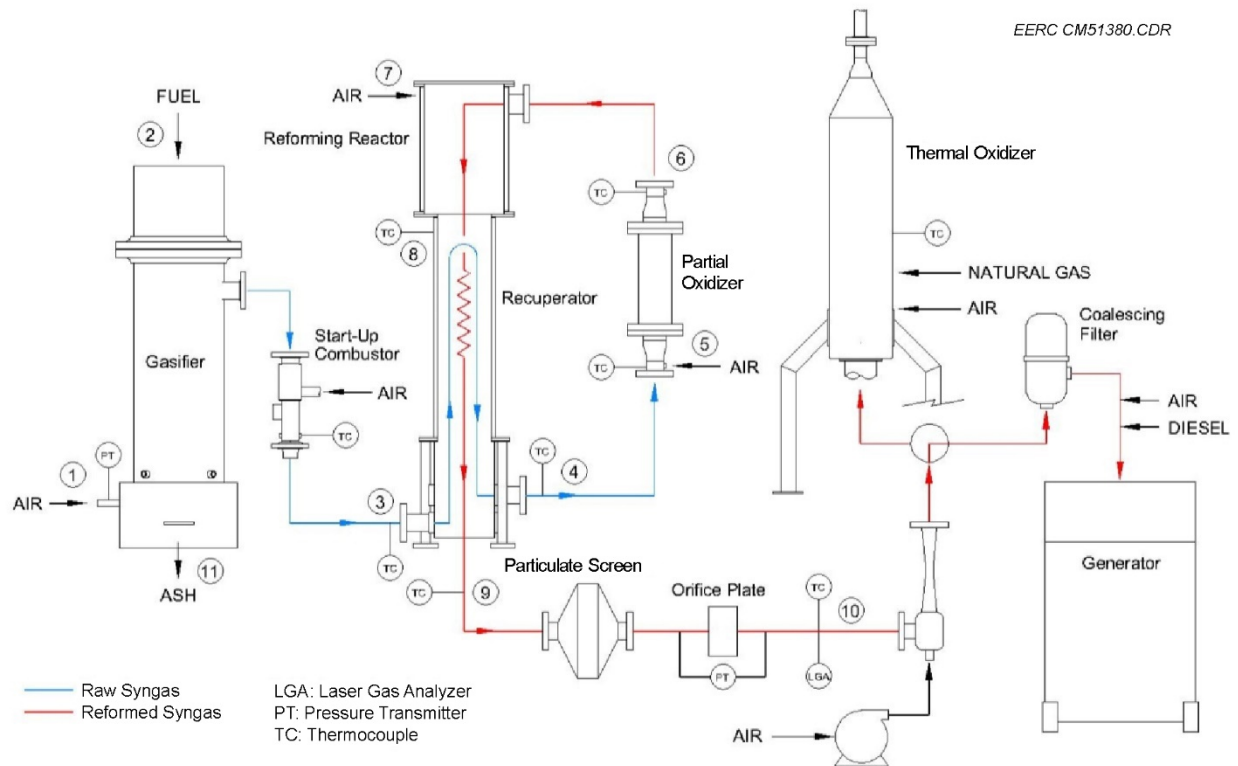 EERC CM51380.CDR
7
AIR
FUEL
2
Reforming Reactor
6
TC
Thermal Oxidizer
TC
8
TC
Partial
Oxidizer
NATURAL GAS
Recuperator
AIR
Coalescing
Filter
Start-Up
Combustor
Gasifier
5
TC
AIR
AIR
AIR
DIESEL
TC
PT
1
AIR
3
TC
4
TC
11
ASH
Particulate Screen
TC
9
Orifice Plate
TC
10
Generator
PT
LGA
Raw Syngas
Reformed Syngas
LGA: Laser Gas Analyzer
PT: Pressure Transmitter
TC: Thermocouple
AIR